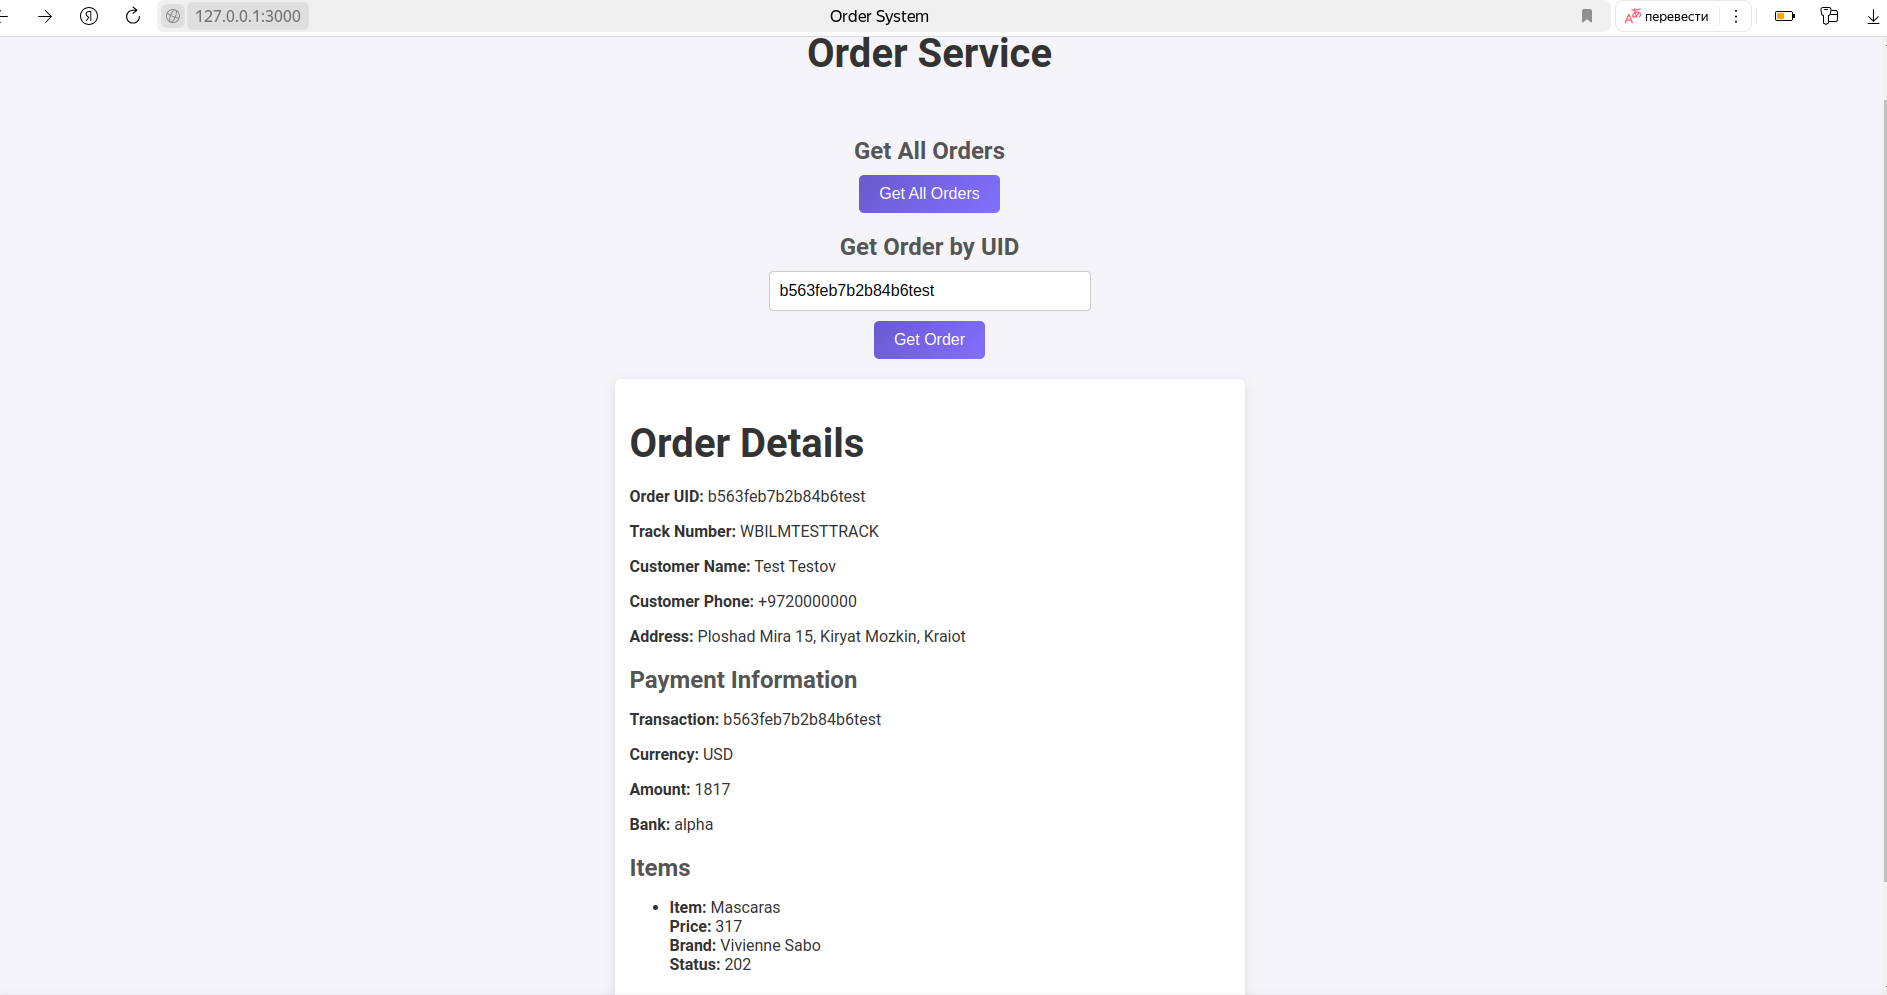 127.0.0.1:3000
Order System
перевести
Order Service
Get All Orders
Get All Orders
Get Order by UID
b563feb7b2b84b6test
Get Order
Order Details
Order UID: b563feb7b2b84b6test
Track Number: WBILMTESTTRACK
Customer Name: Test Testov
Customer Phone: +9720000000
Address: Ploshad Mira 15, Kiryat Mozkin, Kraiot
Payment Information
Transaction: b563feb7b2b84b6test
Currency: USD
Amount: 1817
Bank: alpha
Items
• Item: Mascaras
Price: 317
Brand: Vivienne Sabo
Status: 202